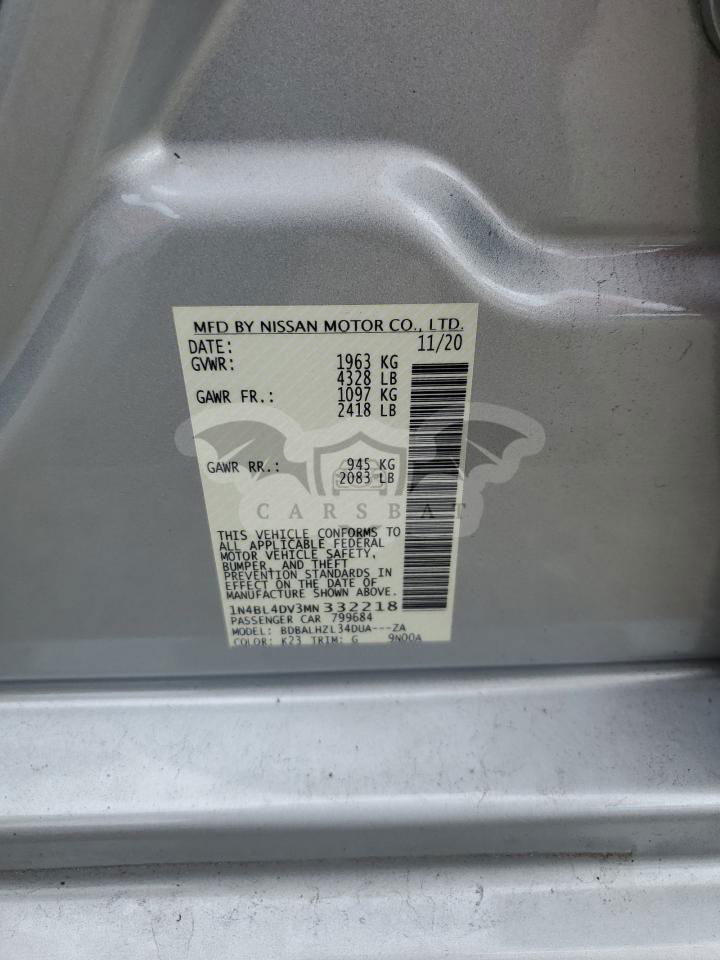 MFD BY NISSAN MOTOR CO., LTD.
DATE: 11/20
GVWR: 1963 KG
4328 LB
GAWR FR.: 1097 KG
2418 LB
GAWR RR.: 945 KG
2083 LB
CARSBAT
THIS VEHICLE CONFORMS TO
ALL APPLICABLE FEDERAL
MOTOR VEHICLE SAFETY,
BUMPER, AND THEFT
PREVENTION STANDARDS IN
EFFECT ON THE DATE OF
MANUFACTURE SHOWN ABOVE.
1N4BL4DV3MN332218
PASSENGER CAR 799684
MODEL: BDBALHZL34DUA---ZA
COLOR: K23 TRIM: G 9N00A